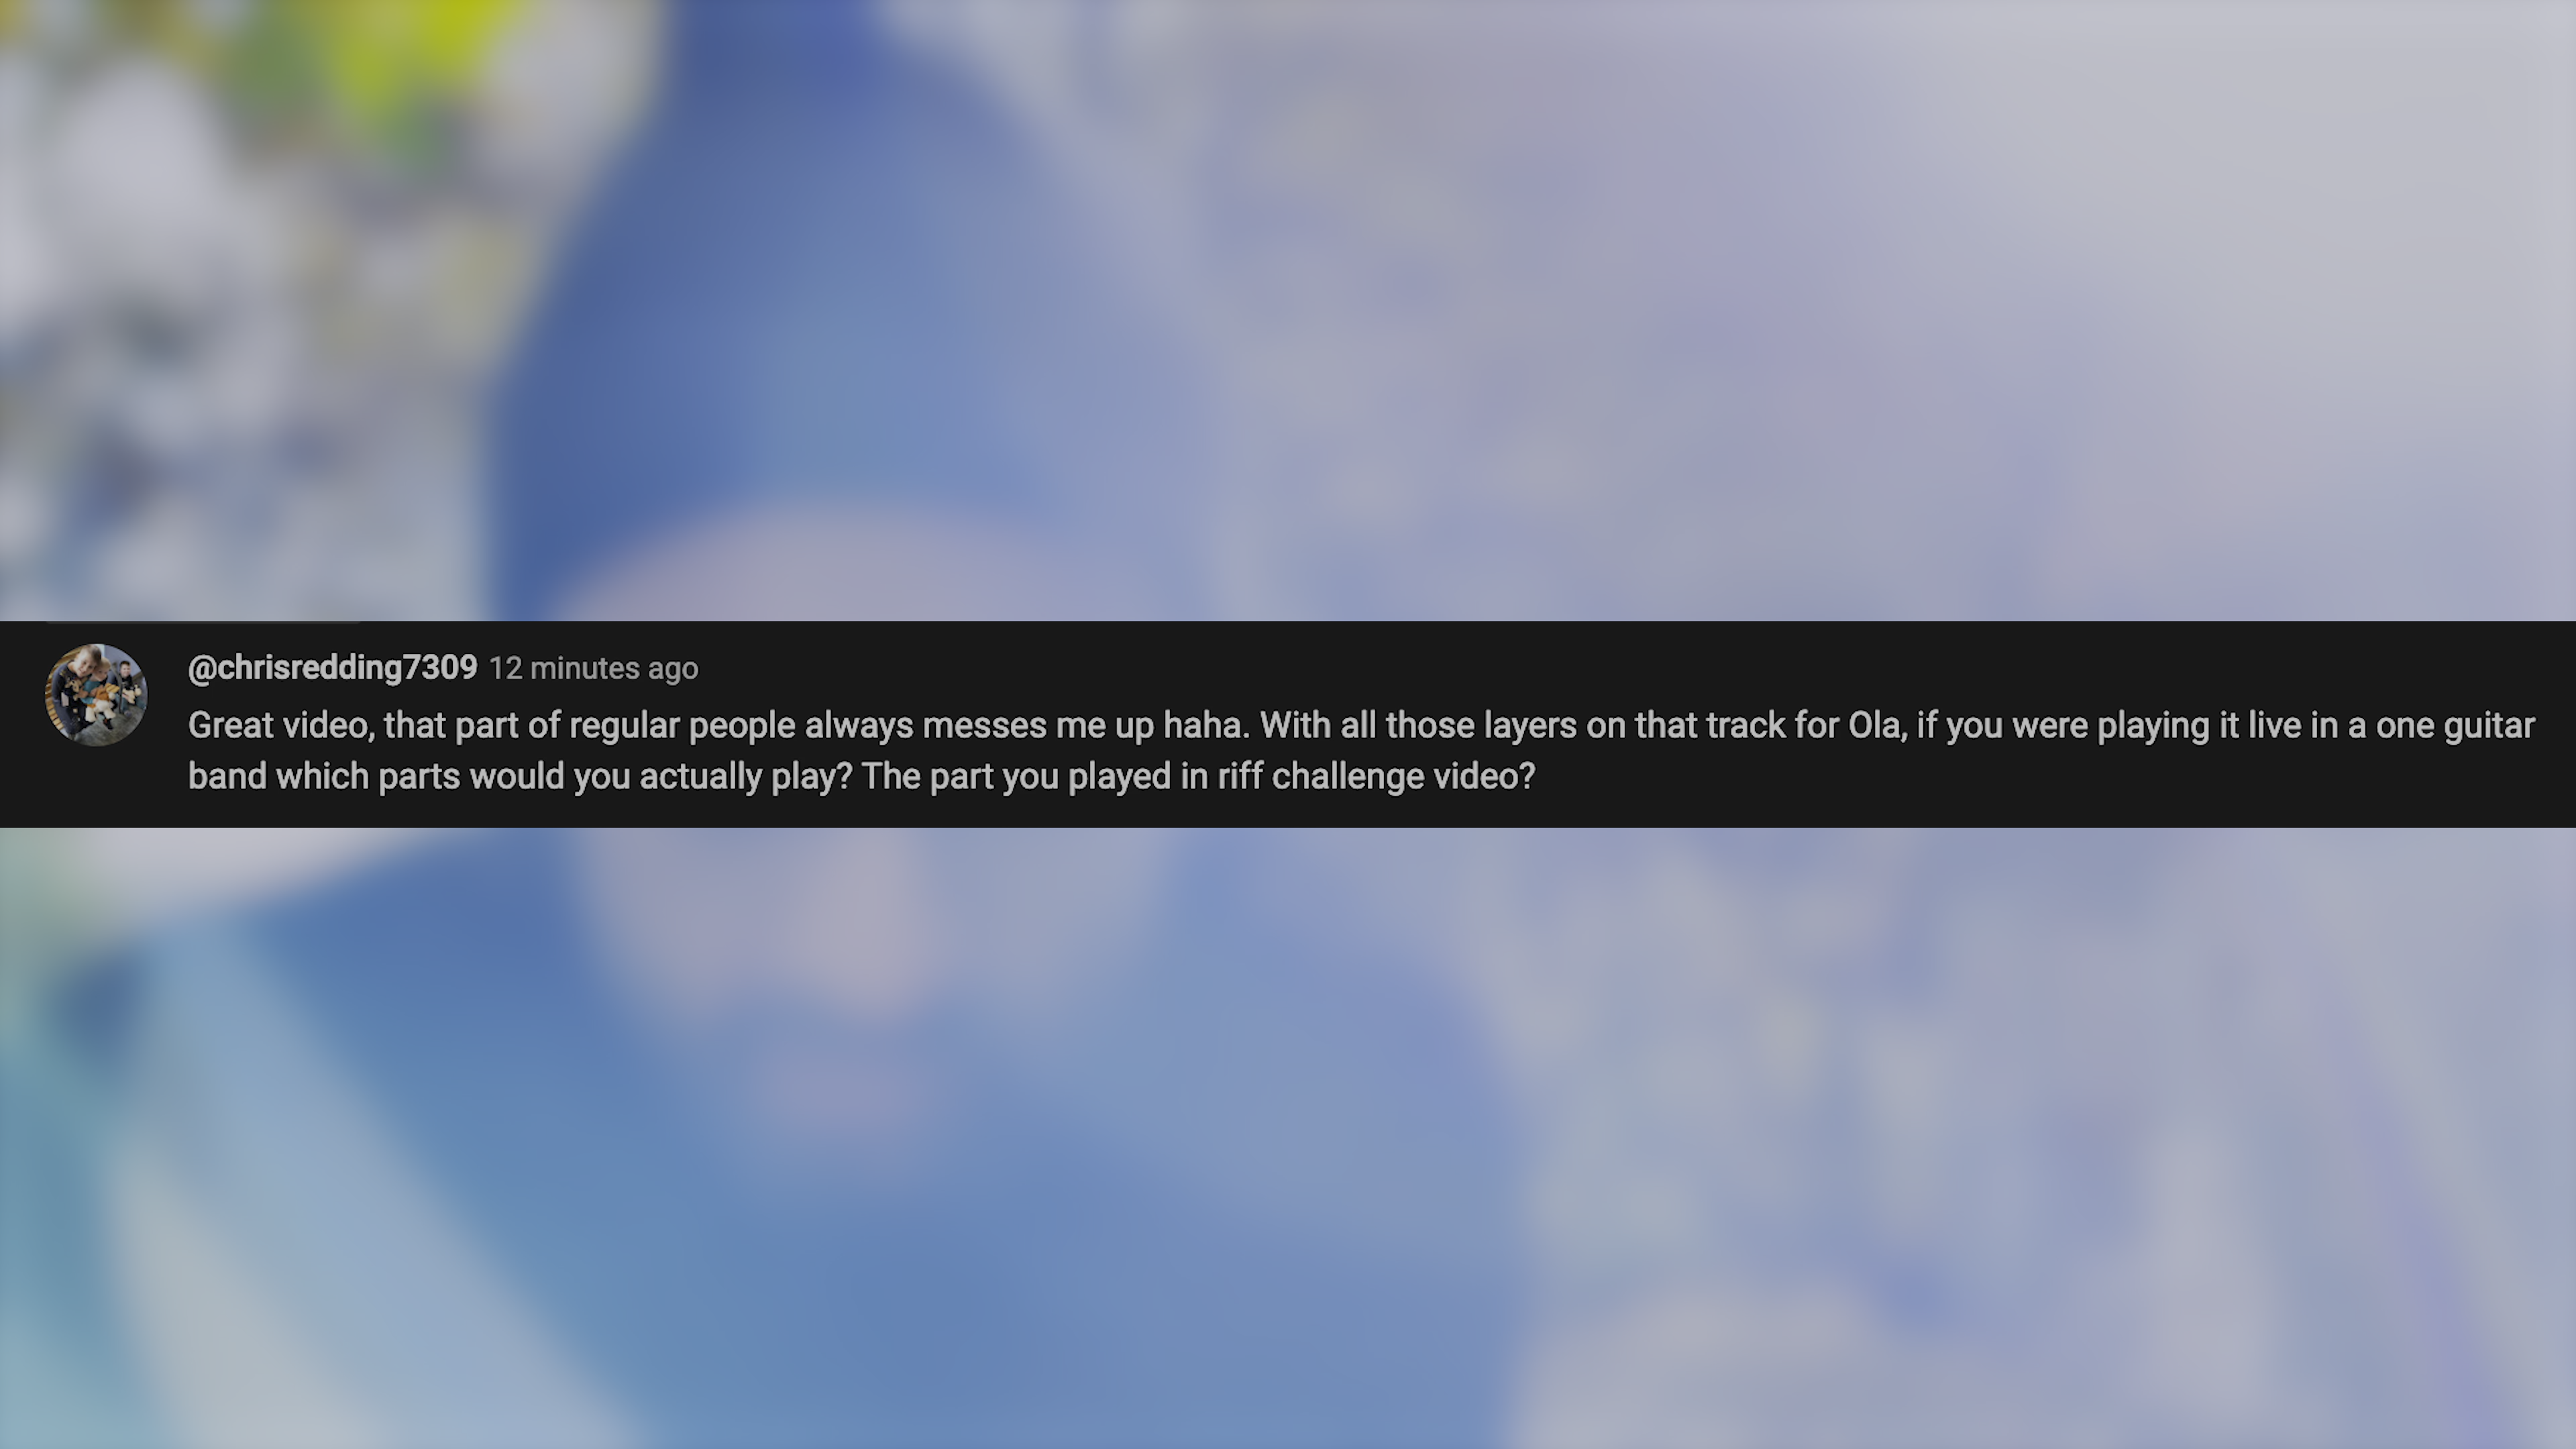 @chrisredding7309 12 minutes ago
Great video, that part of regular people always messes me up haha. With all those layers on that track for Ola, if you were playing it live in a one guitar
band which parts would you actually play? The part you played in riff challenge video?